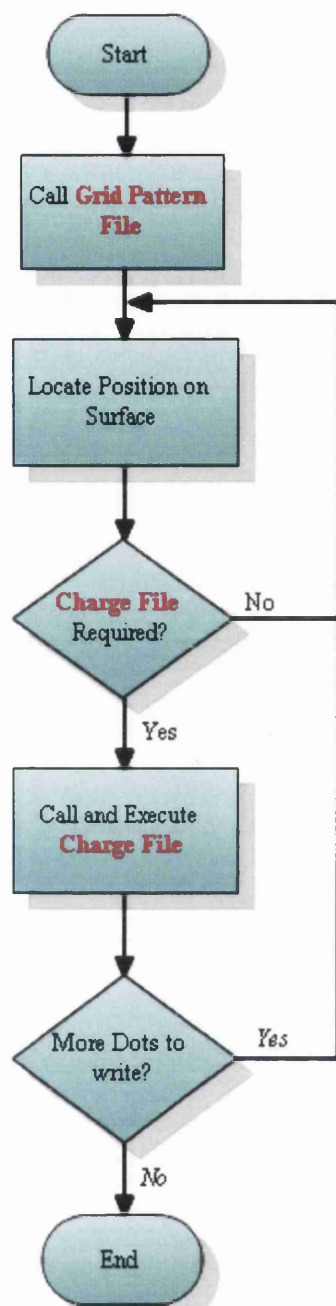 Start
Call Grid Pattern
File
Locate Position on
Surface
Charge File
Required?
No
Yes
Call and Execute
Charge File
More Dots to
write?
Yes
No
End